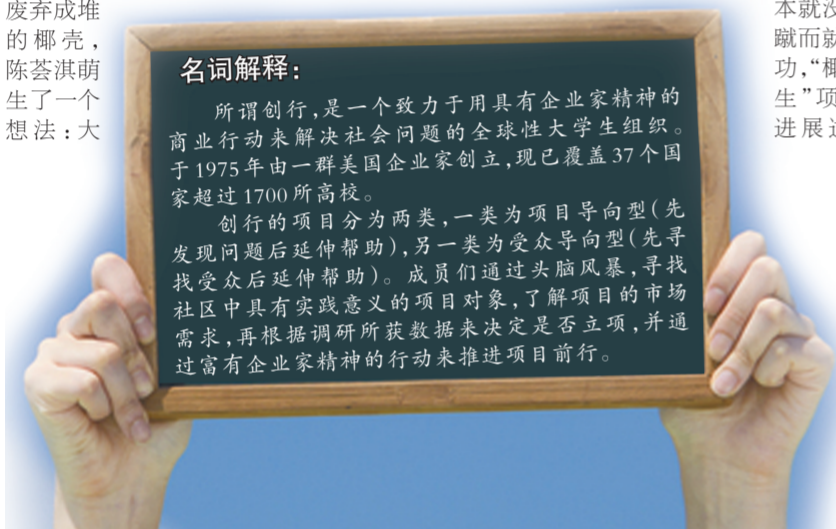 废弃成堆
的椰壳，
陈荟淇萌
生了一个
想法：大
名词解释：
所谓创行，是一个致力于用具有企业家精神的
商业行动来解决社会问题的全球性大学生组织。
于1975年由一群美国企业家创立，现已覆盖37个国
家超过1700所高校。
创行的项目分为两类，一类为项目导向型（先
发现问题后延伸帮助），另一类为受众导向型（先寻
找受众后延伸帮助）。成员们通过头脑风暴，寻找
社区中具有实践意义的项目对象，了解项目的市场
需求，再根据调研所获数据来决定是否立项，并通
过富有企业家精神的行动来推进项目前行。
本就
蹴而
功，“
生”项
进展